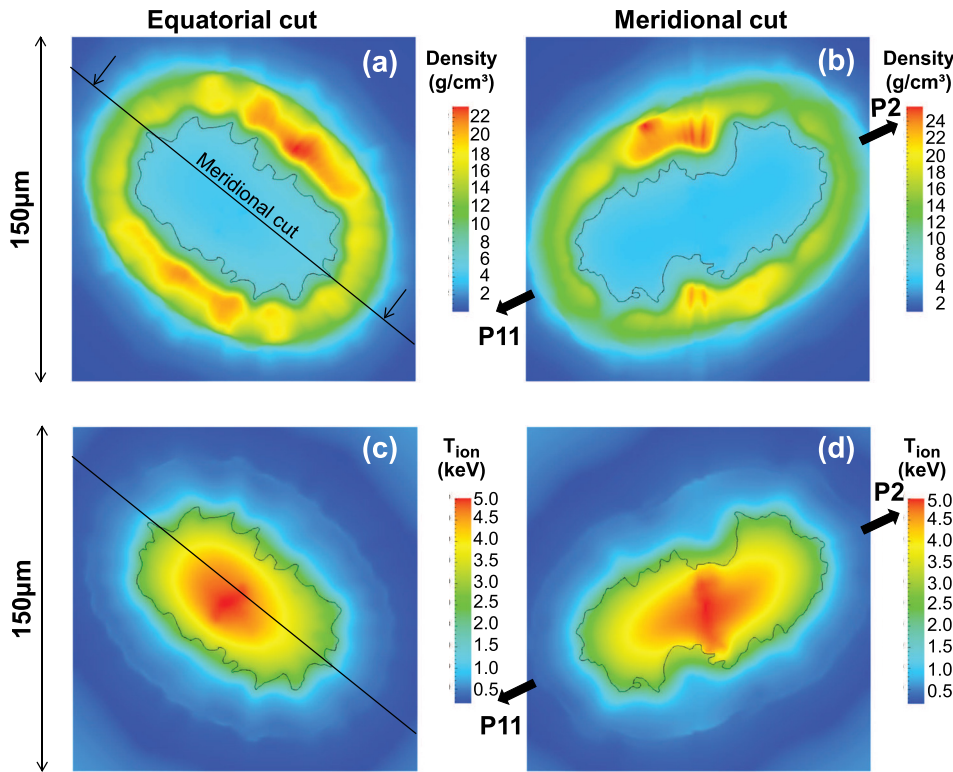 Equatorial cut
Meridional cut
(a)
Density
(g/cm³)
22
20
18
16
14
12
10
8
6
4
2
Meridional cut
150µm
(b)
Density
(g/cm³)
P2
24
22
20
18
16
14
12
10
8
6
4
2
P11
(c)
Tion
(keV)
5.0
4.5
4.0
3.5
3.0
2.5
2.0
1.5
1.0
0.5
150µm
(d)
Tion
(keV)
P2
5.0
4.5
4.0
3.5
3.0
2.5
2.0
1.5
1.0
0.5
P11